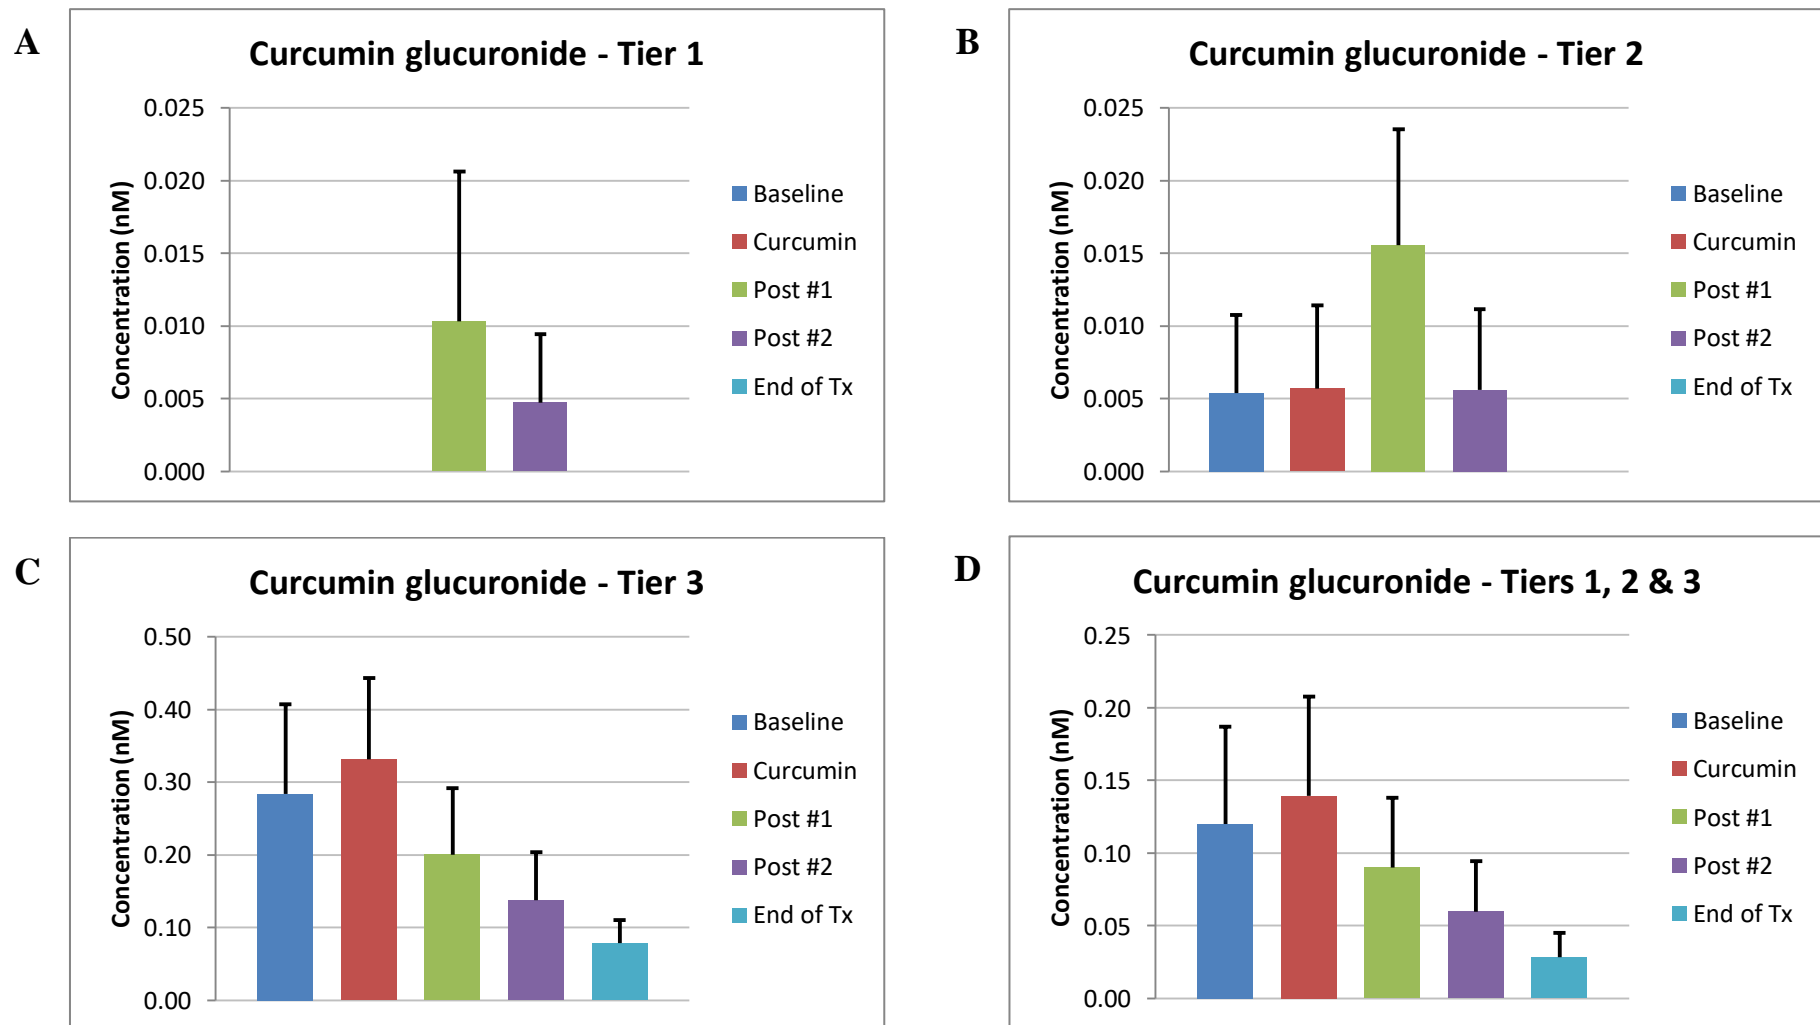 A
Curcumin glucuronide - Tier 1
Concentration (nM)
0.025
0.020
0.015
0.010
0.005
0.000
Baseline
Curcumin
Post #1
Post #2
End of Tx
B
Curcumin glucuronide - Tier 2
Concentration (nM)
0.025
0.020
0.015
0.010
0.005
0.000
Baseline
Curcumin
Post #1
Post #2
End of Tx
C
Curcumin glucuronide - Tier 3
Concentration (nM)
0.50
0.40
0.30
0.20
0.10
0.00
Baseline
Curcumin
Post #1
Post #2
End of Tx
D
Curcumin glucuronide - Tiers 1, 2 & 3
Concentration (nM)
0.25
0.20
0.15
0.10
0.05
0.00
Baseline
Curcumin
Post #1
Post #2
End of Tx